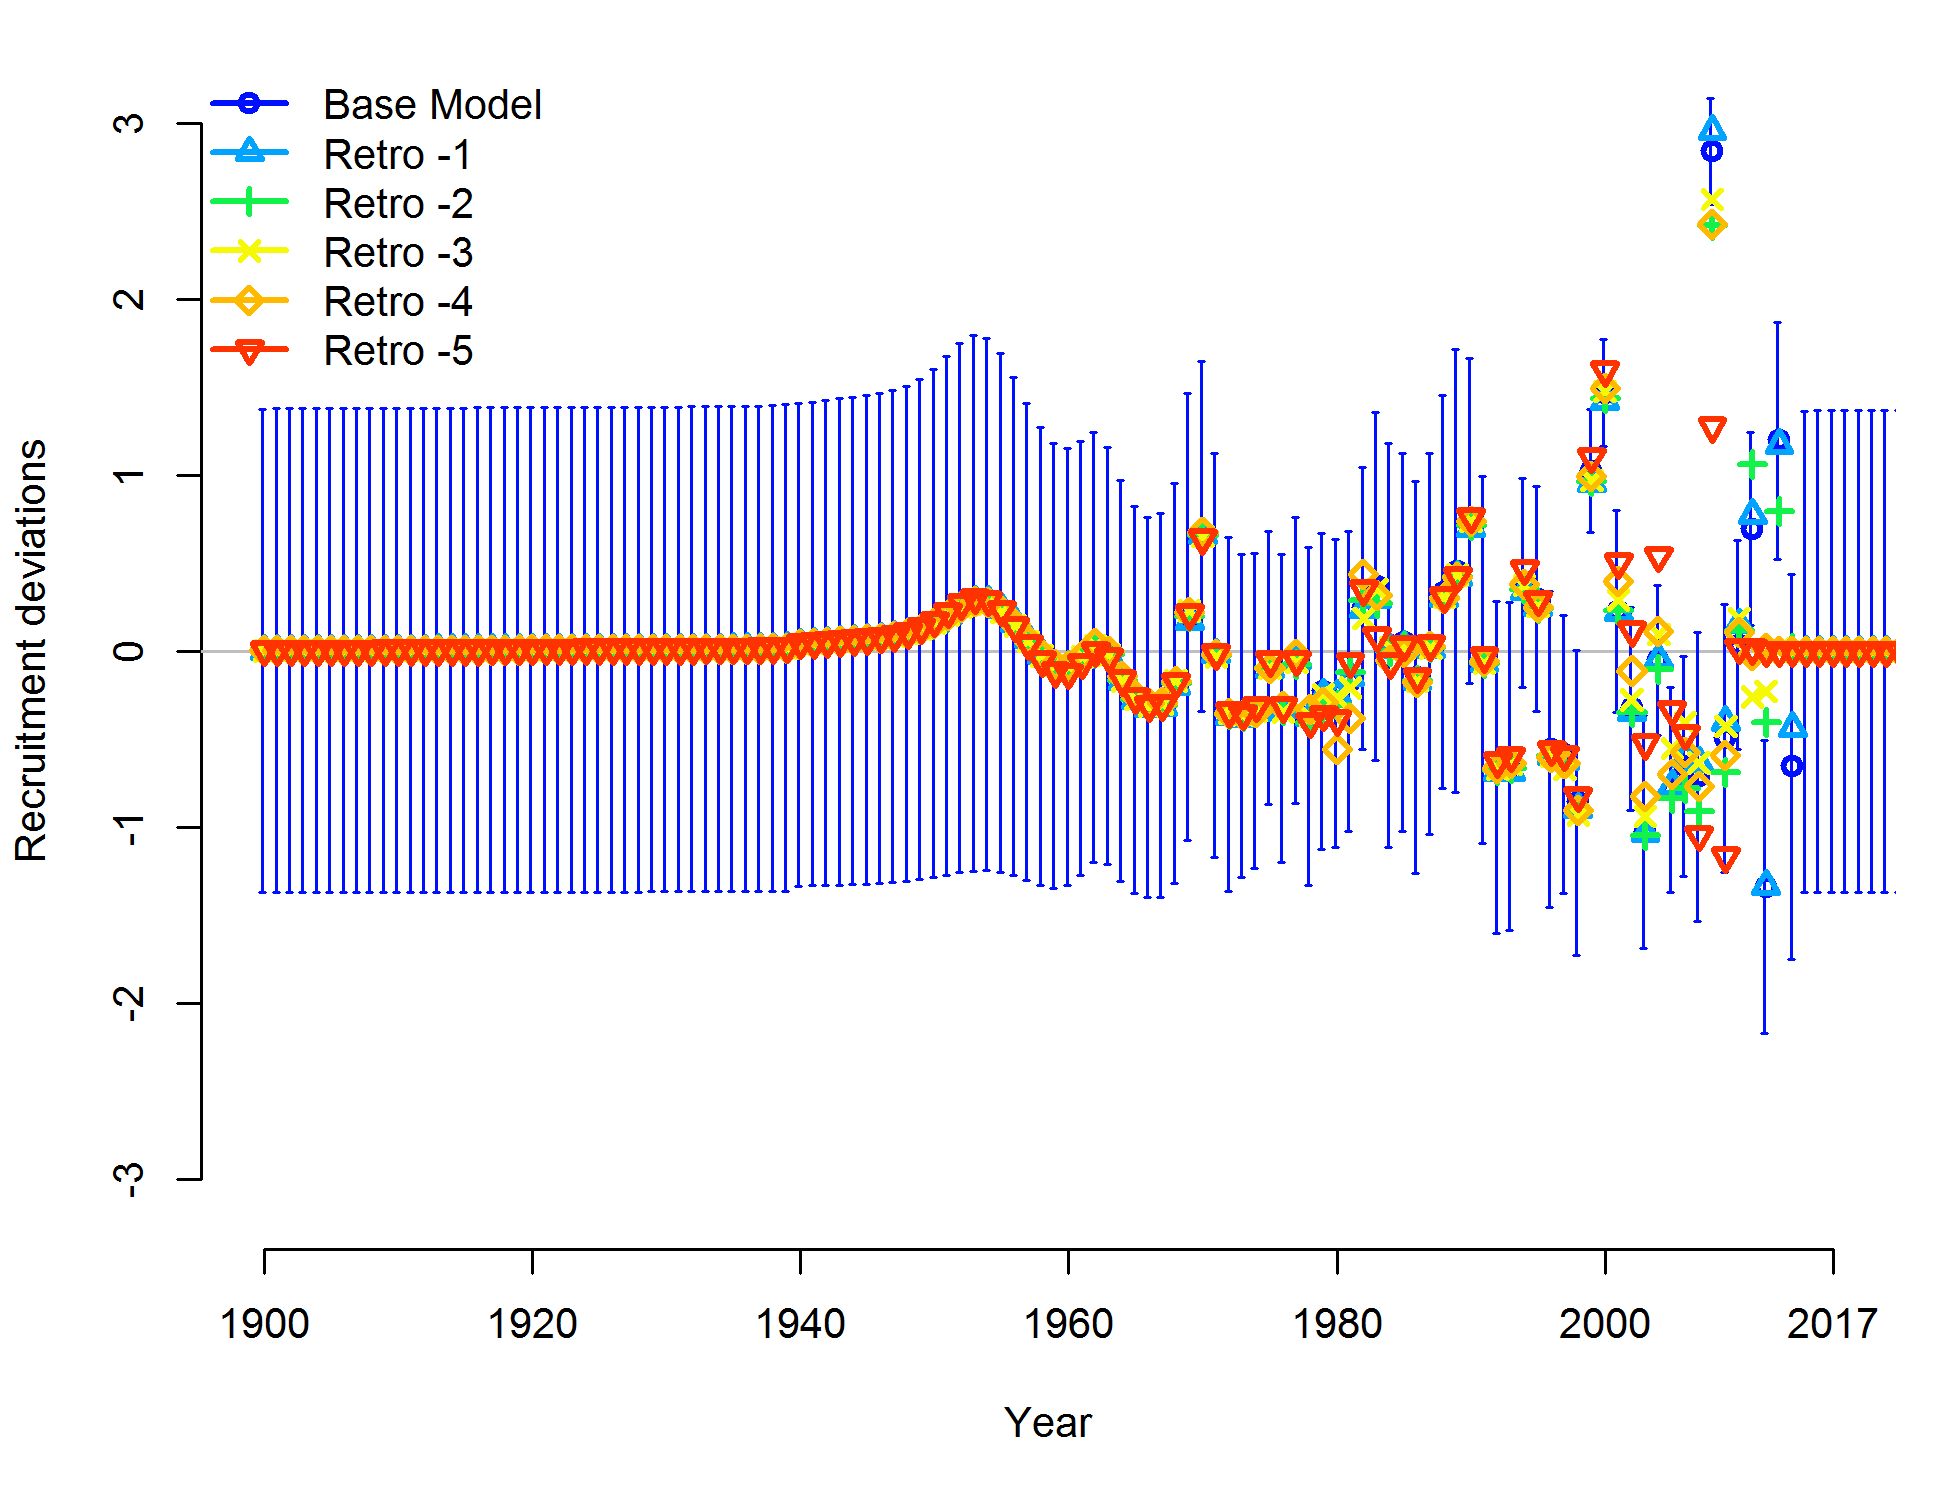 Base Model
Retro -1
Retro -2
Retro -3
Retro -4
Retro -5
Recruitment deviations
3
2
1
0
-1
-2
-3
1900 1920 1940 1960 1980 2000 2017
Year